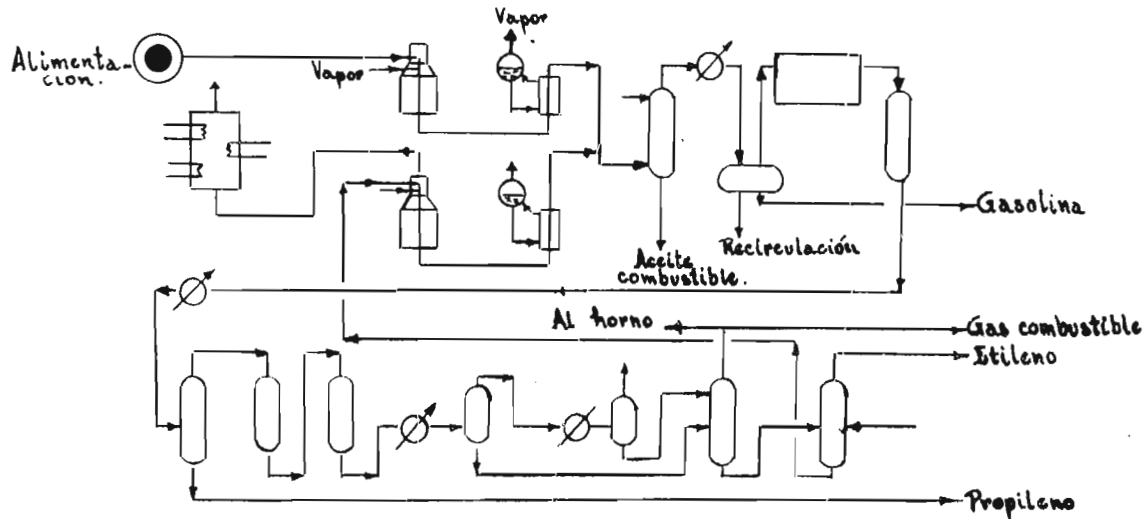 Vapor
Alimenta-
cion.
Vapor
Gasolina
Recirculación
Aceite
combustible.
Al horno
Gas combustible
Etileno
Propileno